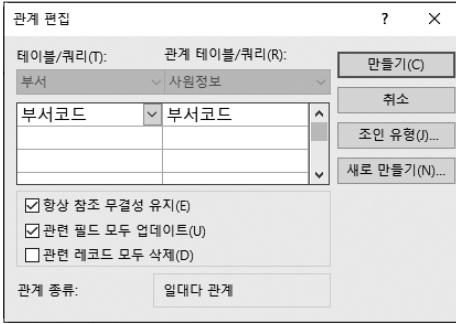 관계 편집 ? ×
테이블/쿼리(T): 관계 테이블/쿼리(R):
부서 사원정보
부서코드 부서코드
만들기(C)
취소
조인 유형(J)...
새로 만들기(N)...
항상 참조 무결성 유지(E)
관련 필드 모두 업데이트(U)
관련 레코드 모두 삭제(D)
관계 종류: 일대다 관계